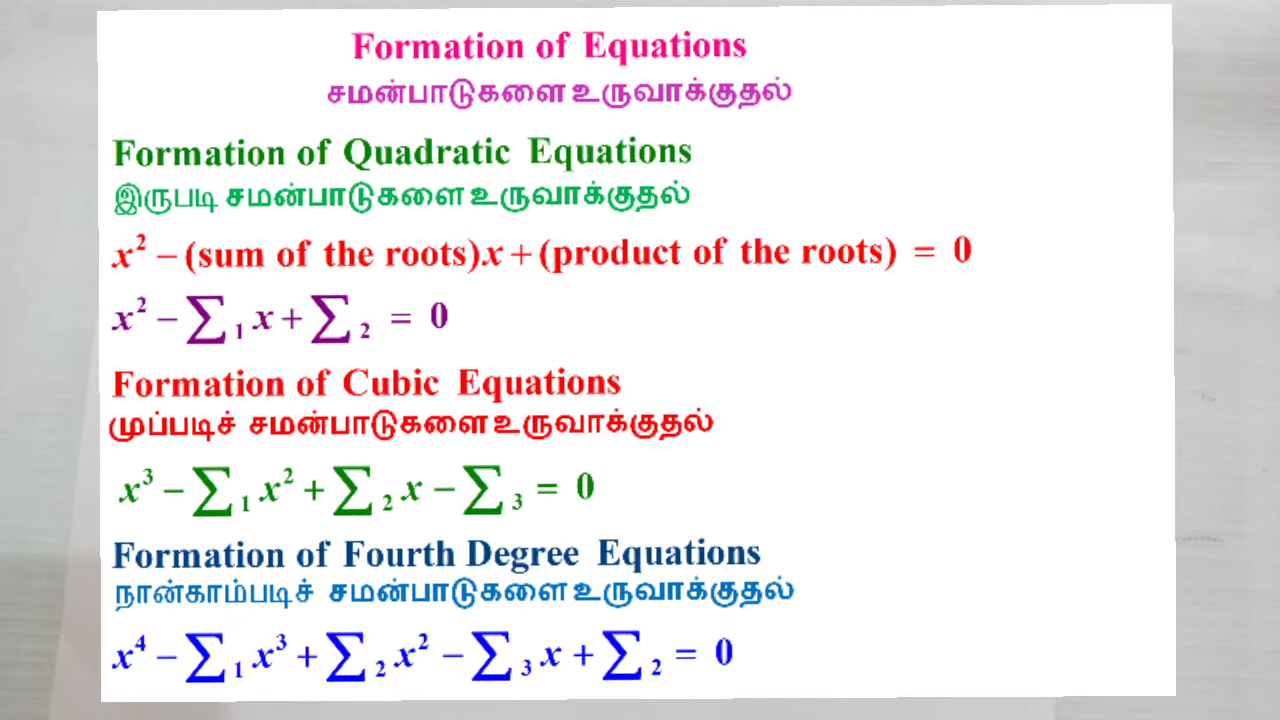 Formation of Equations
சமன்பாடுகளை உருவாக்குதல்
Formation of Quadratic Equations
இருபடி சமன்பாடுகளை உருவாக்குதல்
x² − (sum of the roots)x + (product of the roots) = 0
x² − ∑₁ x + ∑₂ = 0
Formation of Cubic Equations
முப்படிச் சமன்பாடுகளை உருவாக்குதல்
x³ − ∑₁ x² + ∑₂ x − ∑₃ = 0
Formation of Fourth Degree Equations
நான்காம்படிச் சமன்பாடுகளை உருவாக்குதல்
x⁴ − ∑₁ x³ + ∑₂ x² − ∑₃ x + ∑₂ = 0